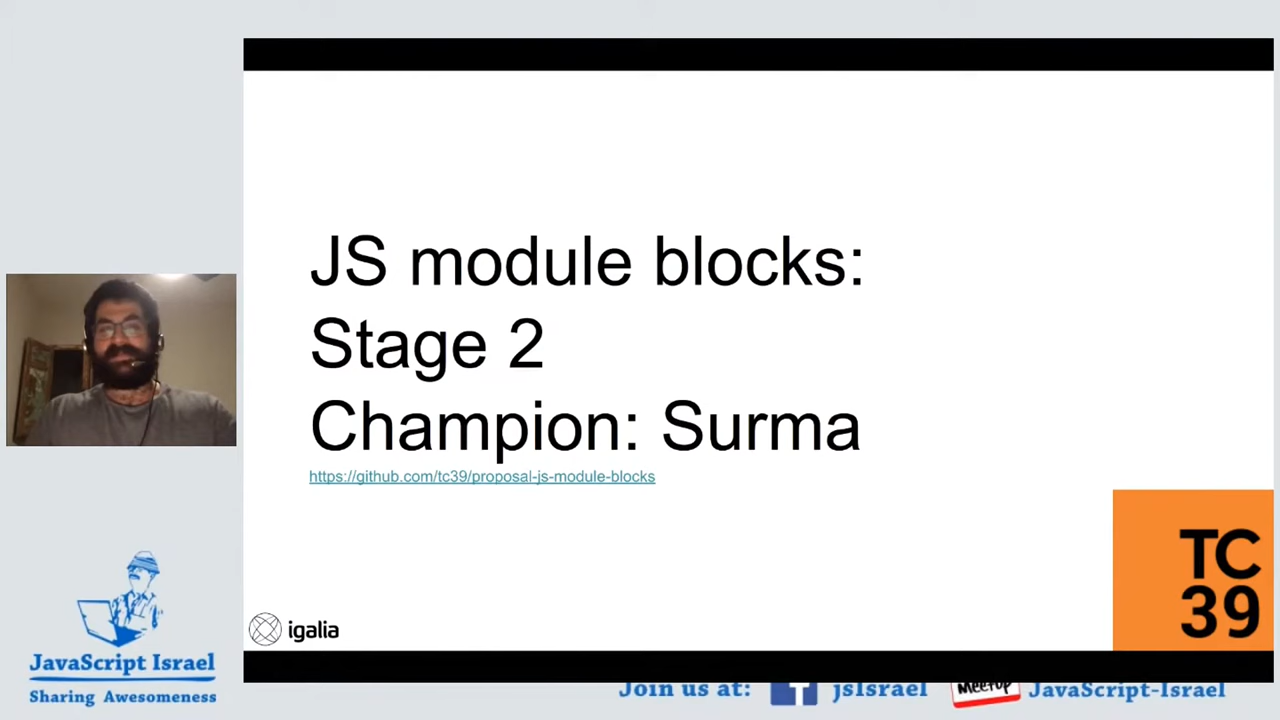 JS module blocks:
Stage 2
Champion: Surma
https://github.com/tc39/proposal-js-module-blocks
TC
39
igalia
JavaScript Israel
Sharing Awesomeness
Join us at: f jsIsrael Meetup JavaScript-Israel